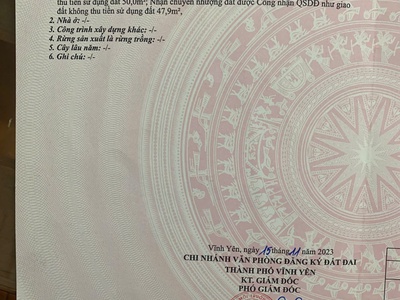 thu tiền sử dụng đất 50,0m²; Nhận chuyển nhượng đất được Công nhận QSDĐ như giao
đất không thu tiền sử dụng đất 47,9m²,
2. Nhà ở: -/-
3. Công trình xây dựng khác: -/-
4. Rừng sản xuất là rừng trồng: -/-
5. Cây lâu năm: -/-
6. Ghi chú: -/-
Vĩnh Yên, ngày 15 tháng 11 năm 2023
CHI NHÁNH VĂN PHÒNG ĐĂNG KÝ ĐẤT ĐAI
THÀNH PHỐ VĨNH YÊN
KT. GIÁM ĐỐC
PHÓ GIÁM ĐỐC